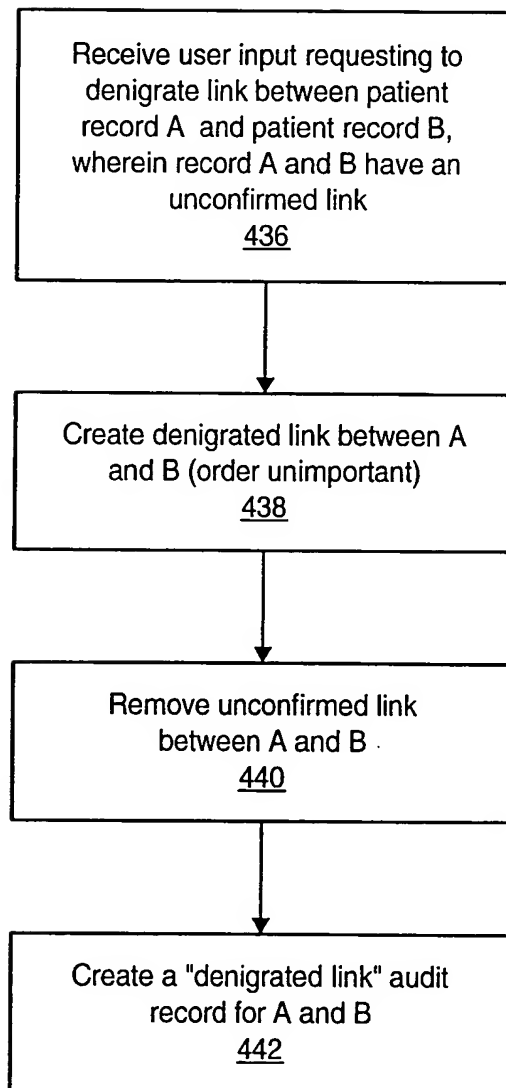 Receive user input requesting to
denigrate link between patient
record A and patient record B,
wherein record A and B have an
unconfirmed link
436
Create denigrated link between A
and B (order unimportant)
438
Remove unconfirmed link
between A and B
440
Create a "denigrated link" audit
record for A and B
442